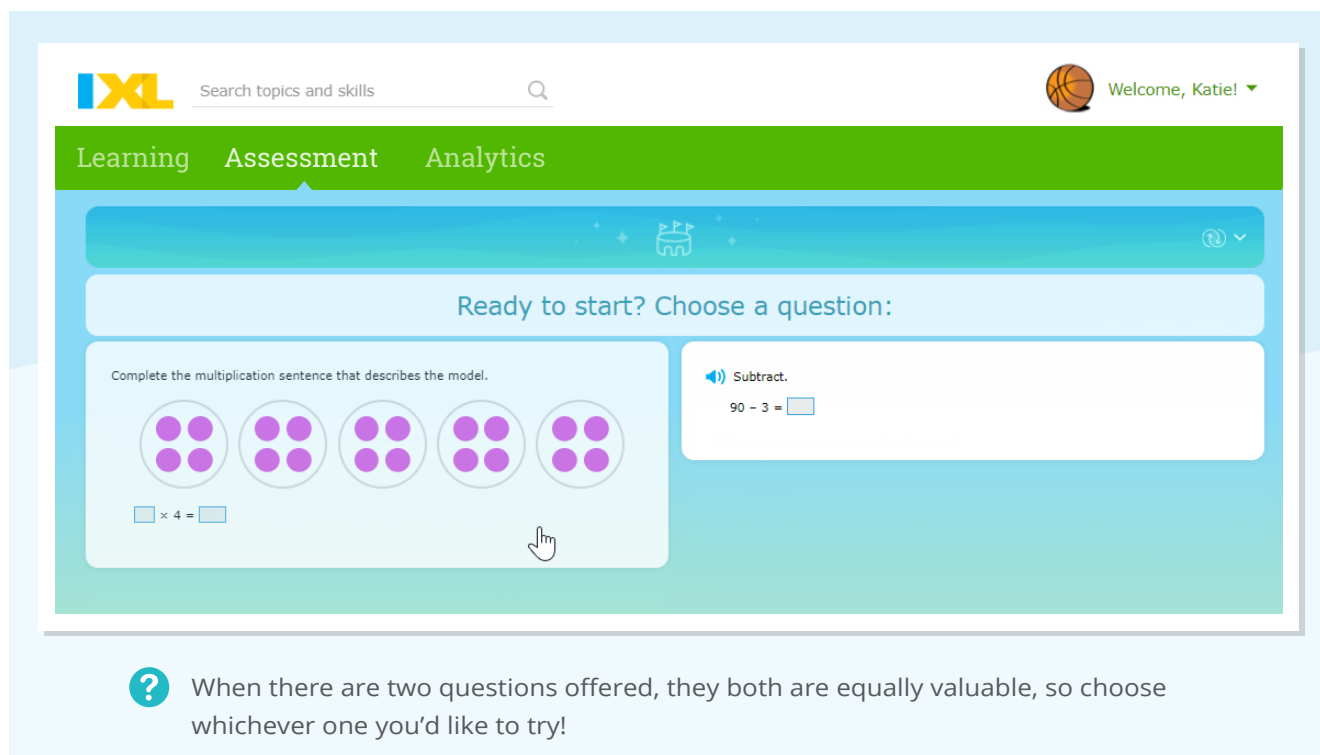 IXL
Search topics and skills
Welcome, Katie!
Learning Assessment Analytics
Ready to start? Choose a question:
Complete the multiplication sentence that describes the model.
× 4 =
Subtract.
90 – 3 =
? When there are two questions offered, they both are equally valuable, so choose
whichever one you’d like to try!